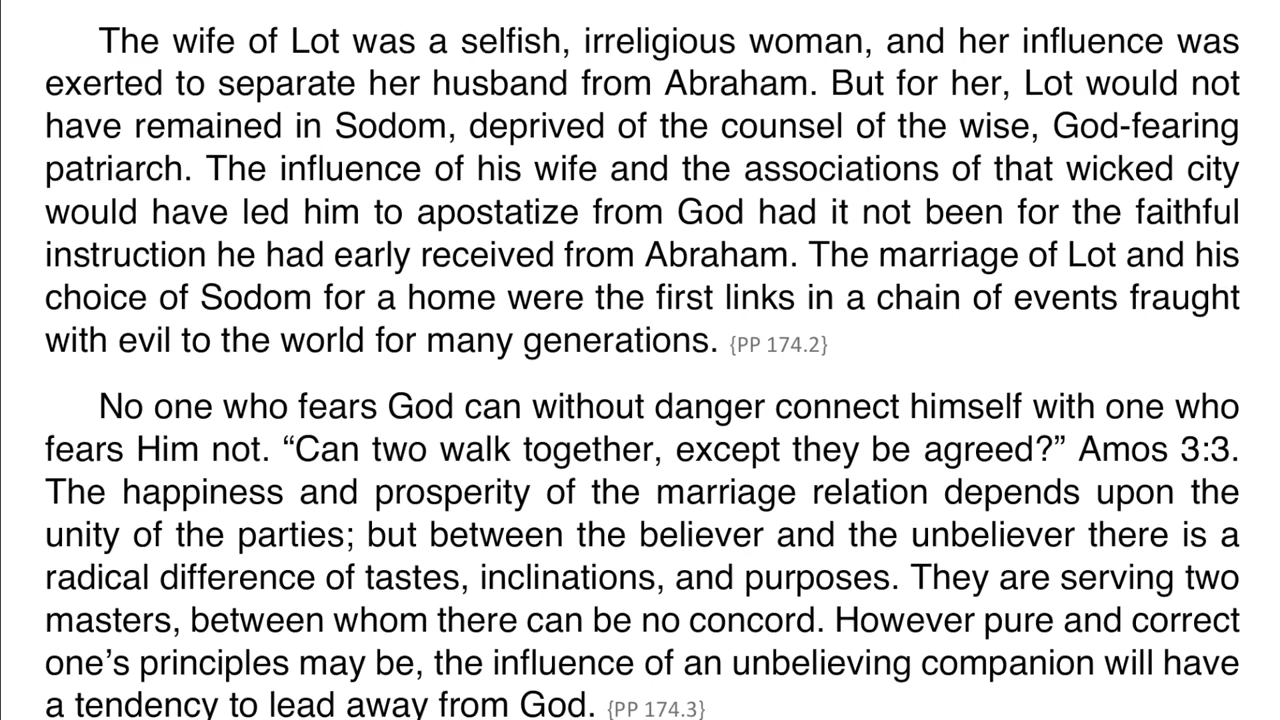 The wife of Lot was a selfish, irreligious woman, and her influence was
exerted to separate her husband from Abraham. But for her, Lot would not
have remained in Sodom, deprived of the counsel of the wise, God-fearing
patriarch. The influence of his wife and the associations of that wicked city
would have led him to apostatize from God had it not been for the faithful
instruction he had early received from Abraham. The marriage of Lot and his
choice of Sodom for a home were the first links in a chain of events fraught
with evil to the world for many generations. {PP 174.2}
No one who fears God can without danger connect himself with one who
fears Him not. “Can two walk together, except they be agreed?” Amos 3:3.
The happiness and prosperity of the marriage relation depends upon the
unity of the parties; but between the believer and the unbeliever there is a
radical difference of tastes, inclinations, and purposes. They are serving two
masters, between whom there can be no concord. However pure and correct
one’s principles may be, the influence of an unbelieving companion will have
a tendency to lead away from God. {PP 174.3}